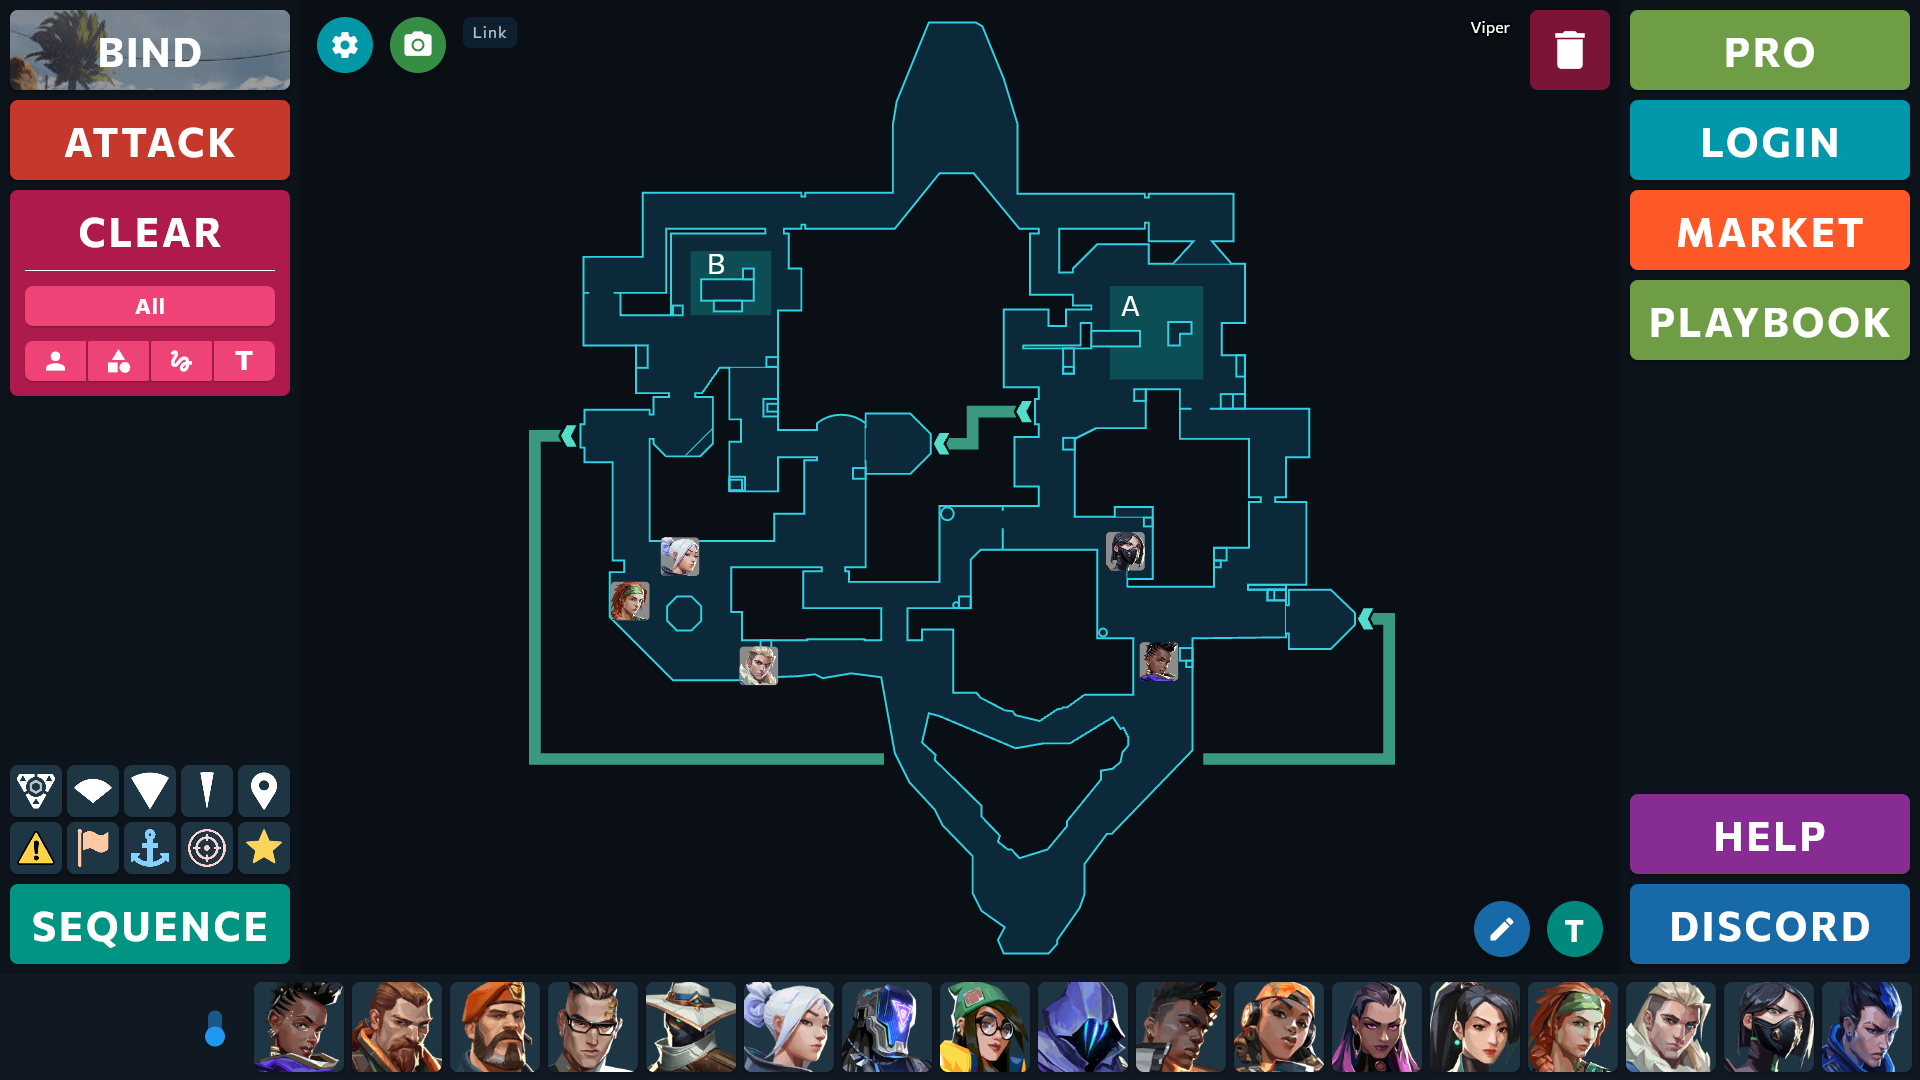 BIND
ATTACK
CLEAR
All
T
SEQUENCE
Link
Viper
B
A
T
PRO
LOGIN
MARKET
PLAYBOOK
HELP
DISCORD